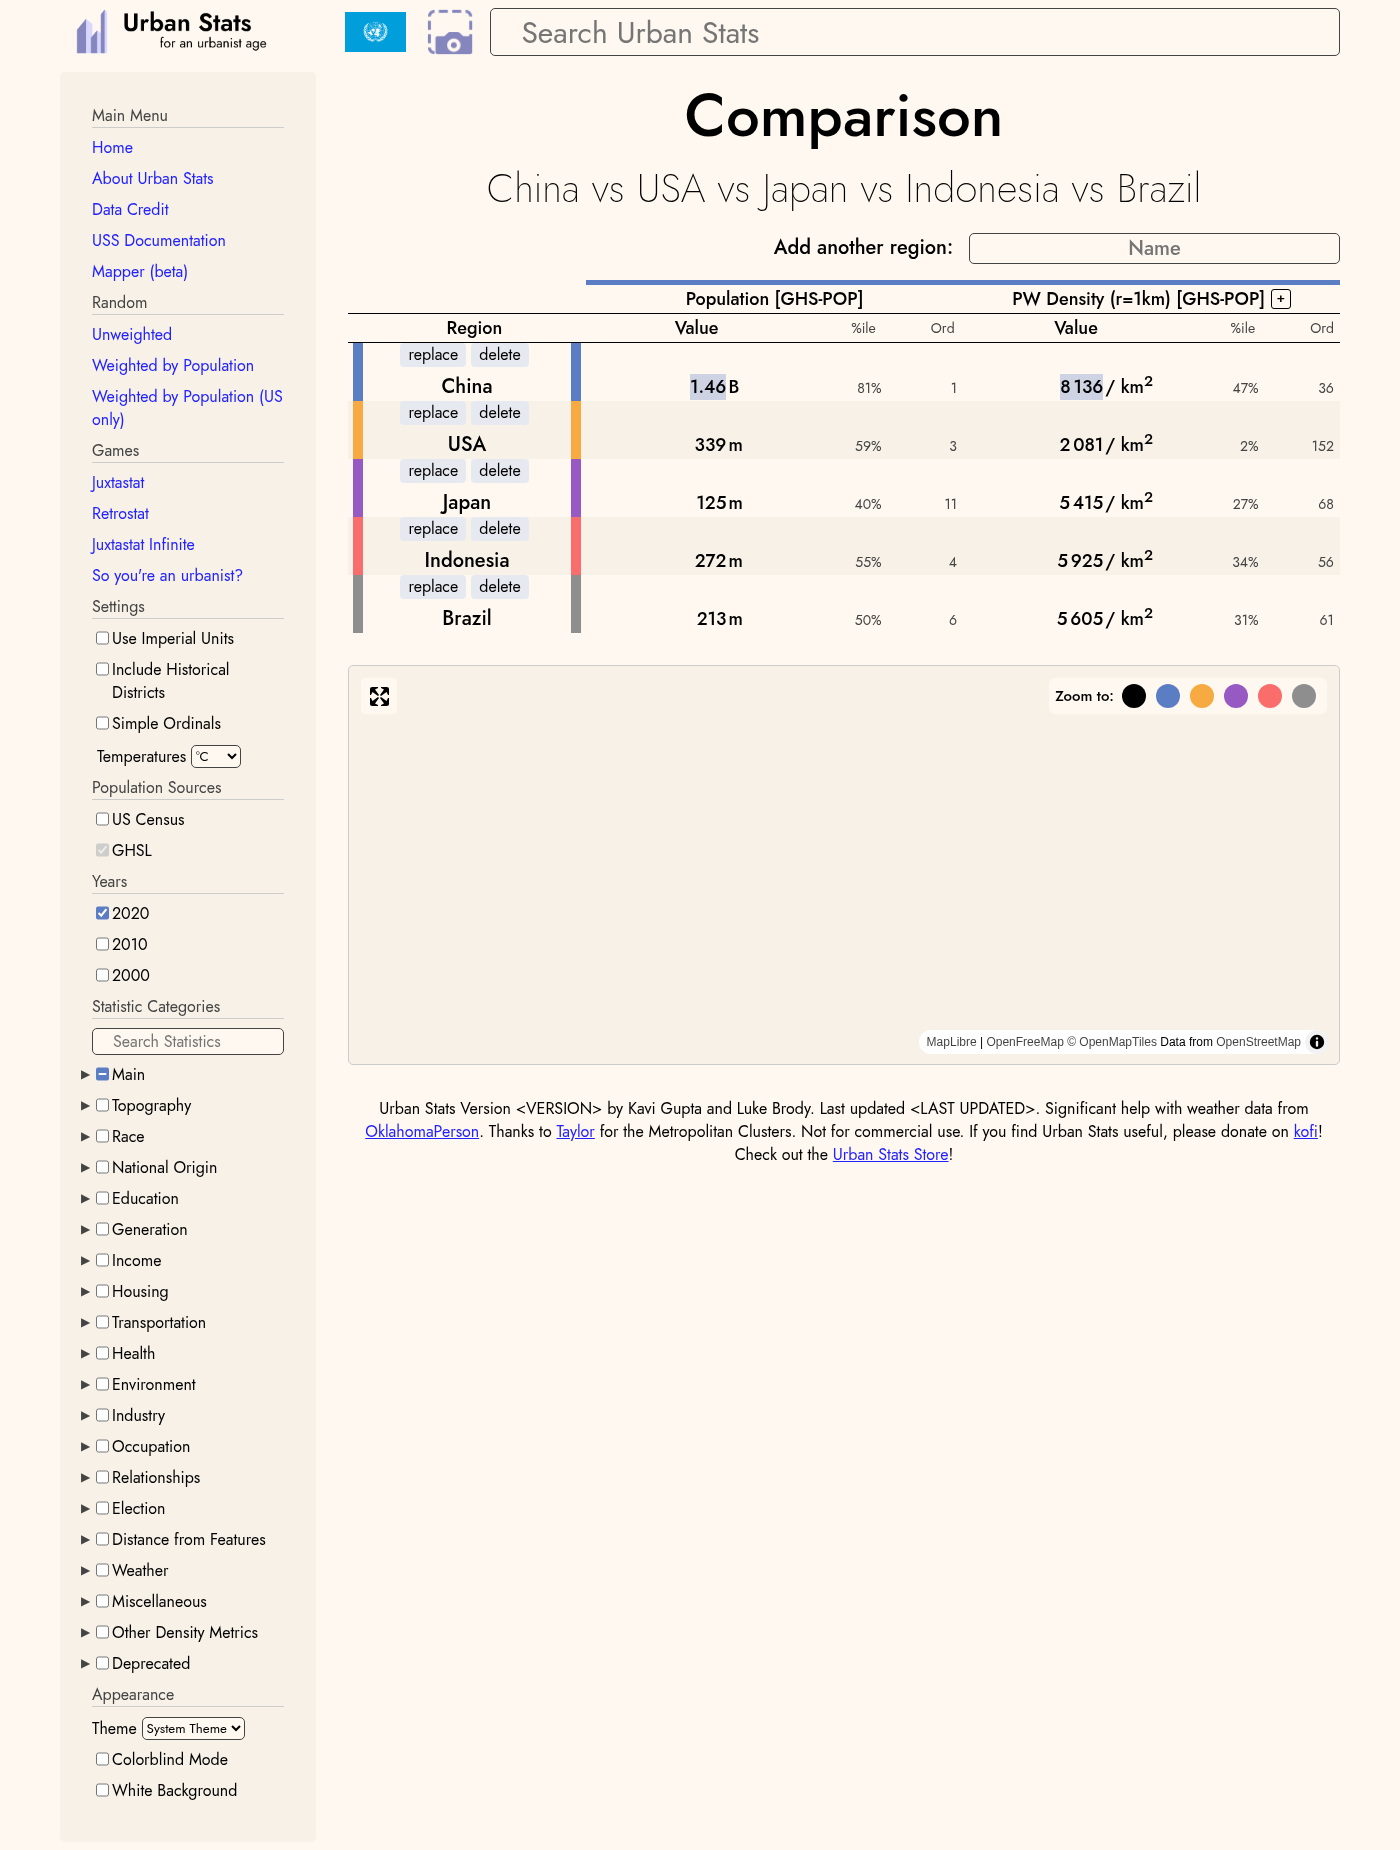 Urban Stats
for an urbanist age
Search Urban Stats
Main Menu
Home
About Urban Stats
Data Credit
USS Documentation
Mapper (beta)
Random
Unweighted
Weighted by Population
Weighted by Population (US
only)
Games
Juxtastat
Retrostat
Juxtastat Infinite
So you're an urbanist?
Settings
Use Imperial Units
Include Historical
Districts
Simple Ordinals
Temperatures °C
Population Sources
US Census
GHSL
Years
2020
2010
2000
Statistic Categories
Search Statistics
Main
Topography
Race
National Origin
Education
Generation
Income
Housing
Transportation
Health
Environment
Industry
Occupation
Relationships
Election
Distance from Features
Weather
Miscellaneous
Other Density Metrics
Deprecated
Appearance
Theme System Theme
Colorblind Mode
White Background
Comparison
China vs USA vs Japan vs Indonesia vs Brazil
Add another region: Name
Population [GHS-POP] PW Density (r=1km) [GHS-POP] +
Region Value %ile Ord Value %ile Ord
replace delete
China 1.46 B 81% 1 8 136 / km² 47% 36
replace delete
USA 339 m 59% 3 2 081 / km² 2% 152
replace delete
Japan 125 m 40% 11 5 415 / km² 27% 68
replace delete
Indonesia 272 m 55% 4 5 925 / km² 34% 56
replace delete
Brazil 213 m 50% 6 5 605 / km² 31% 61
Zoom to:
MapLibre | OpenFreeMap © OpenMapTiles Data from OpenStreetMap
Urban Stats Version <VERSION> by Kavi Gupta and Luke Brody. Last updated <LAST UPDATED>. Significant help with weather data from
OklahomaPerson. Thanks to Taylor for the Metropolitan Clusters. Not for commercial use. If you find Urban Stats useful, please donate on kofi!
Check out the Urban Stats Store!